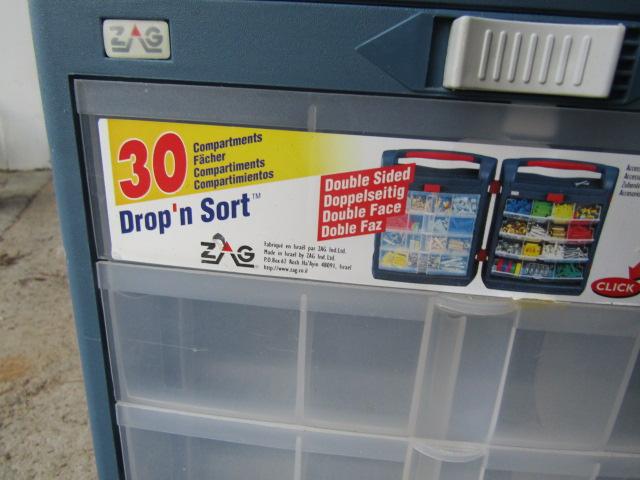 ZAG
30 Compartments
Fächer
Compartiments
Compartimientos
Drop'n Sort™
Double Sided
Doppelseitig
Double Face
Doble Faz
ZAG
Fabriqué en Israël par ZAG Ind.Ltd.
Made in Israel by ZAG Ind.Ltd.
P.O.Box 67 Rosh Ha'Ayin 48091, Israel
http://www.zag.co.il
CLICK